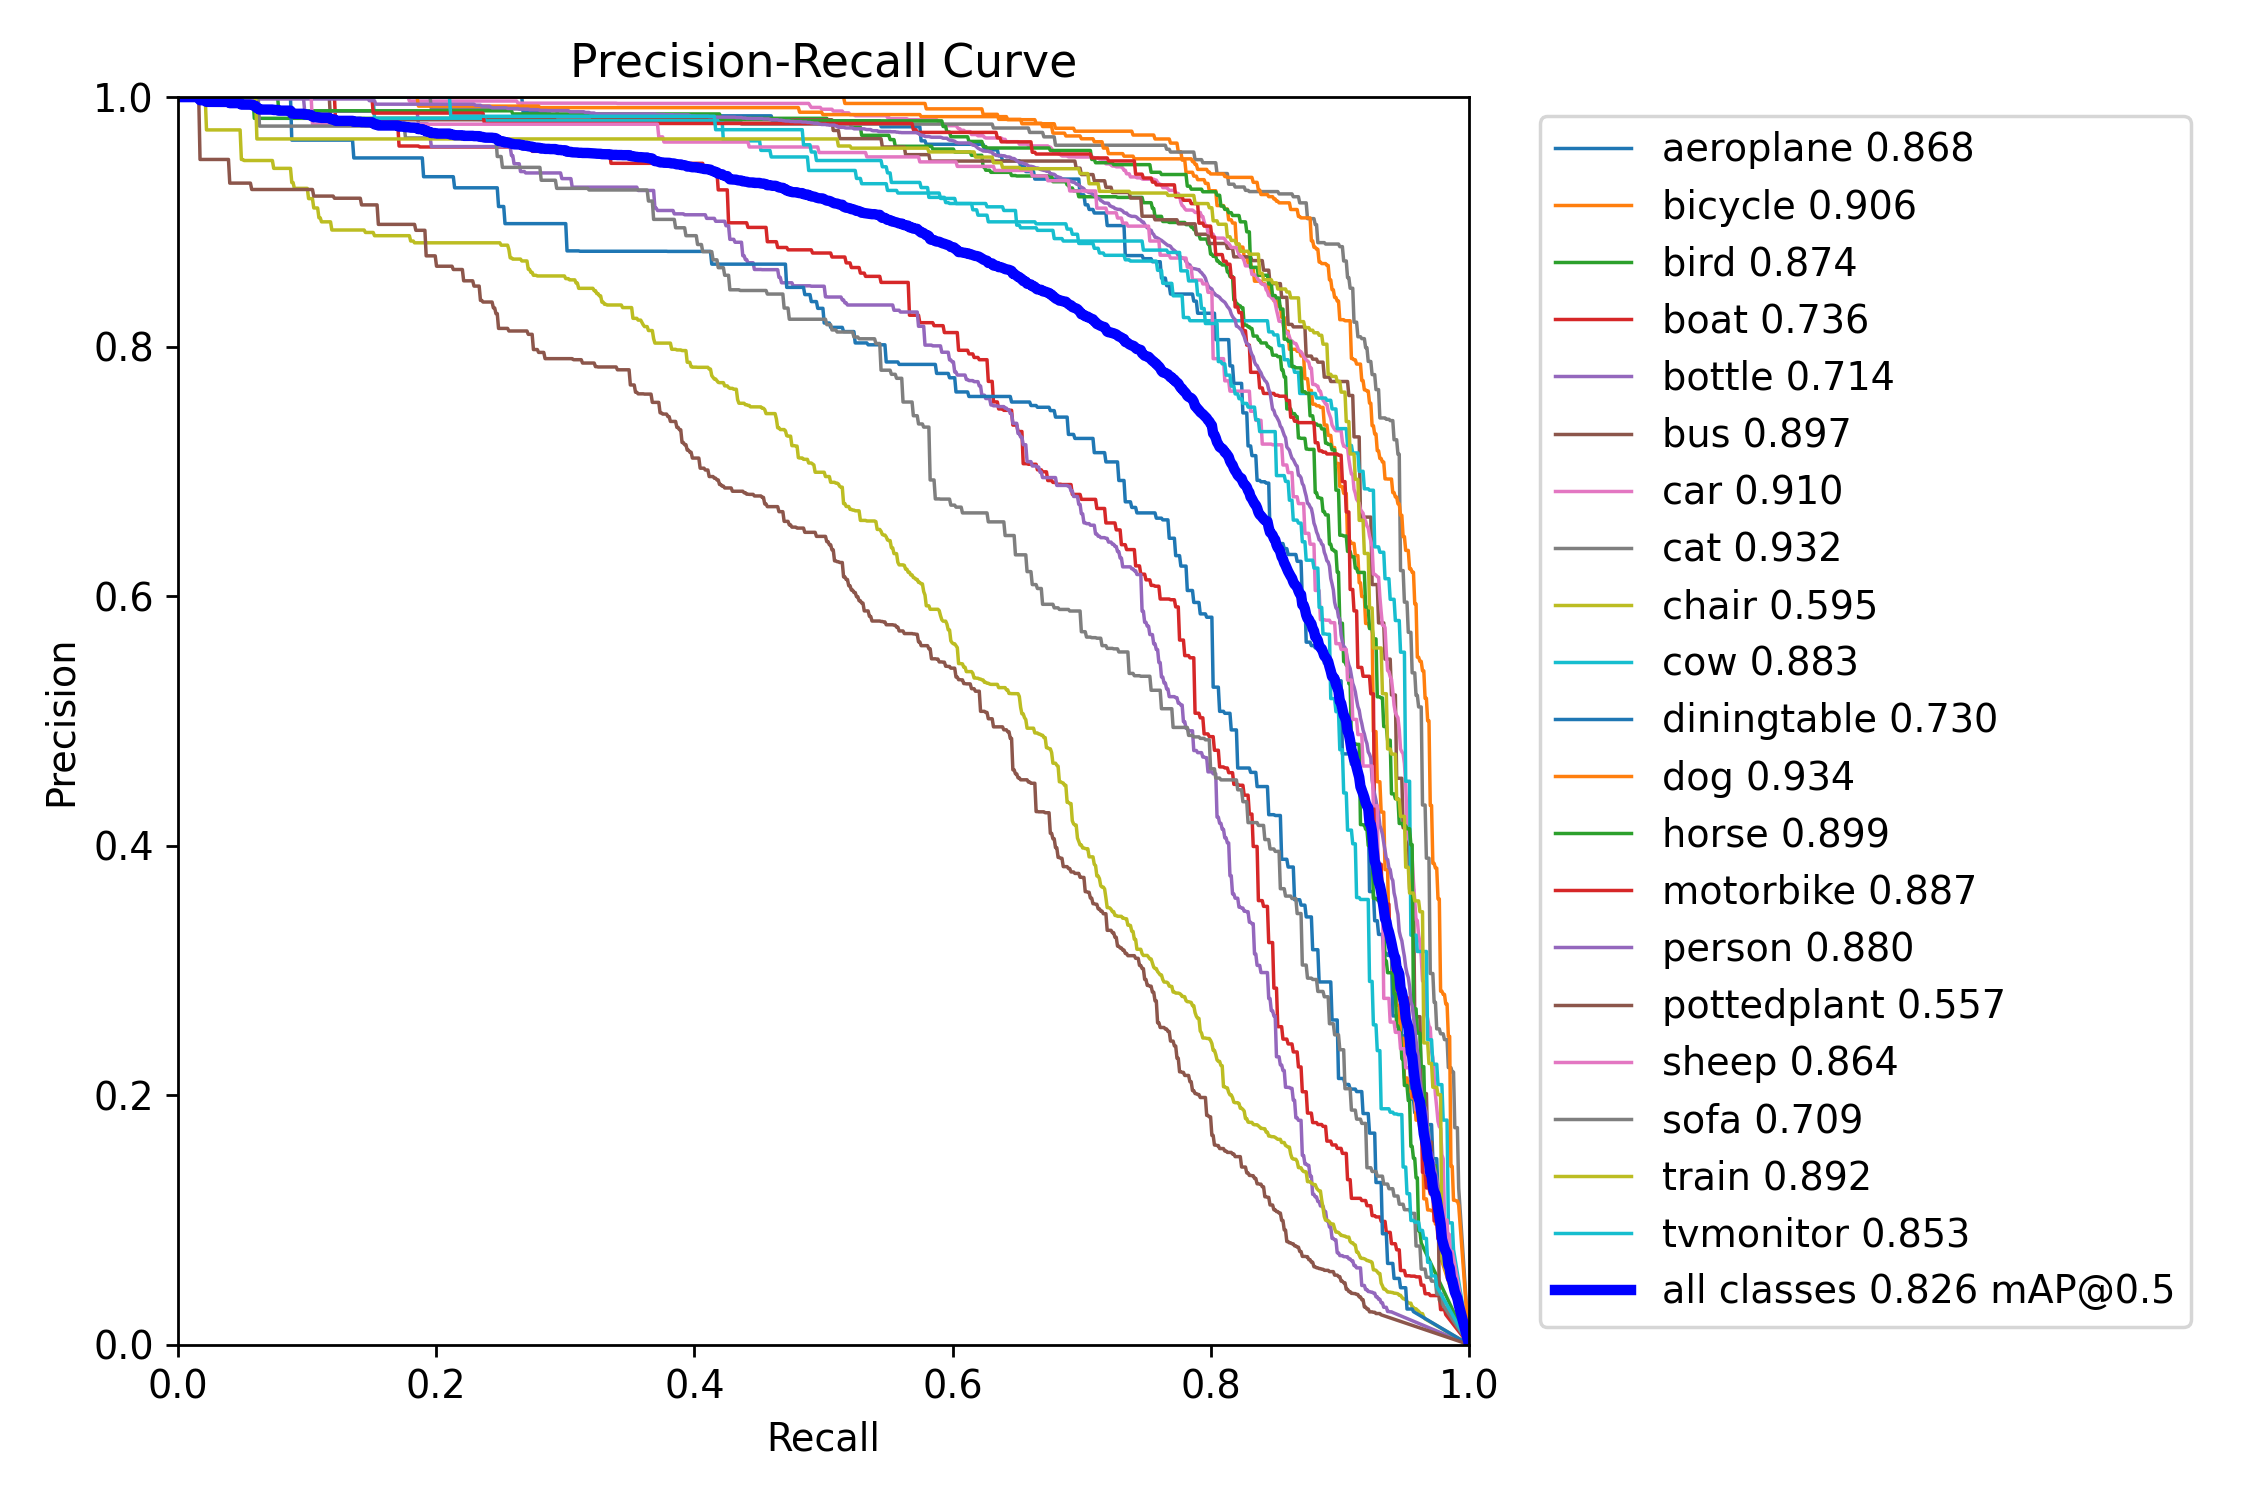 Precision-Recall Curve
1.0
0.8
0.6
0.4
0.2
0.0
Precision
0.0 0.2 0.4 0.6 0.8 1.0
Recall
aeroplane 0.868
bicycle 0.906
bird 0.874
boat 0.736
bottle 0.714
bus 0.897
car 0.910
cat 0.932
chair 0.595
cow 0.883
diningtable 0.730
dog 0.934
horse 0.899
motorbike 0.887
person 0.880
pottedplant 0.557
sheep 0.864
sofa 0.709
train 0.892
tvmonitor 0.853
all classes 0.826 mAP@0.5